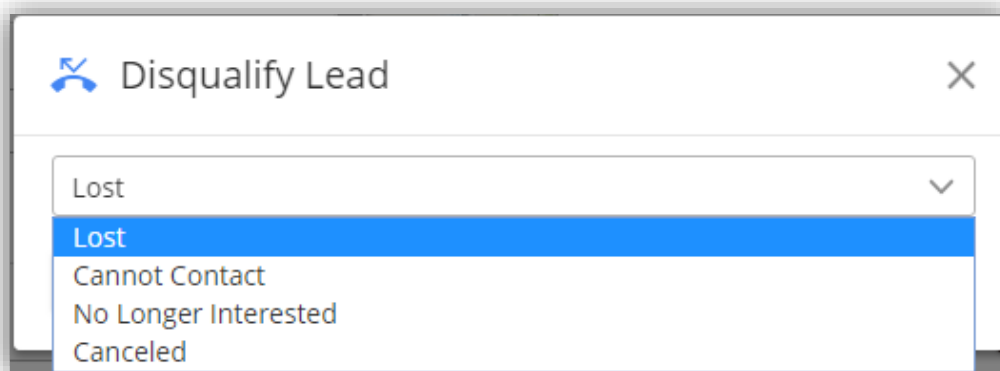 Disqualify Lead
Lost
Lost
Cannot Contact
No Longer Interested
Canceled